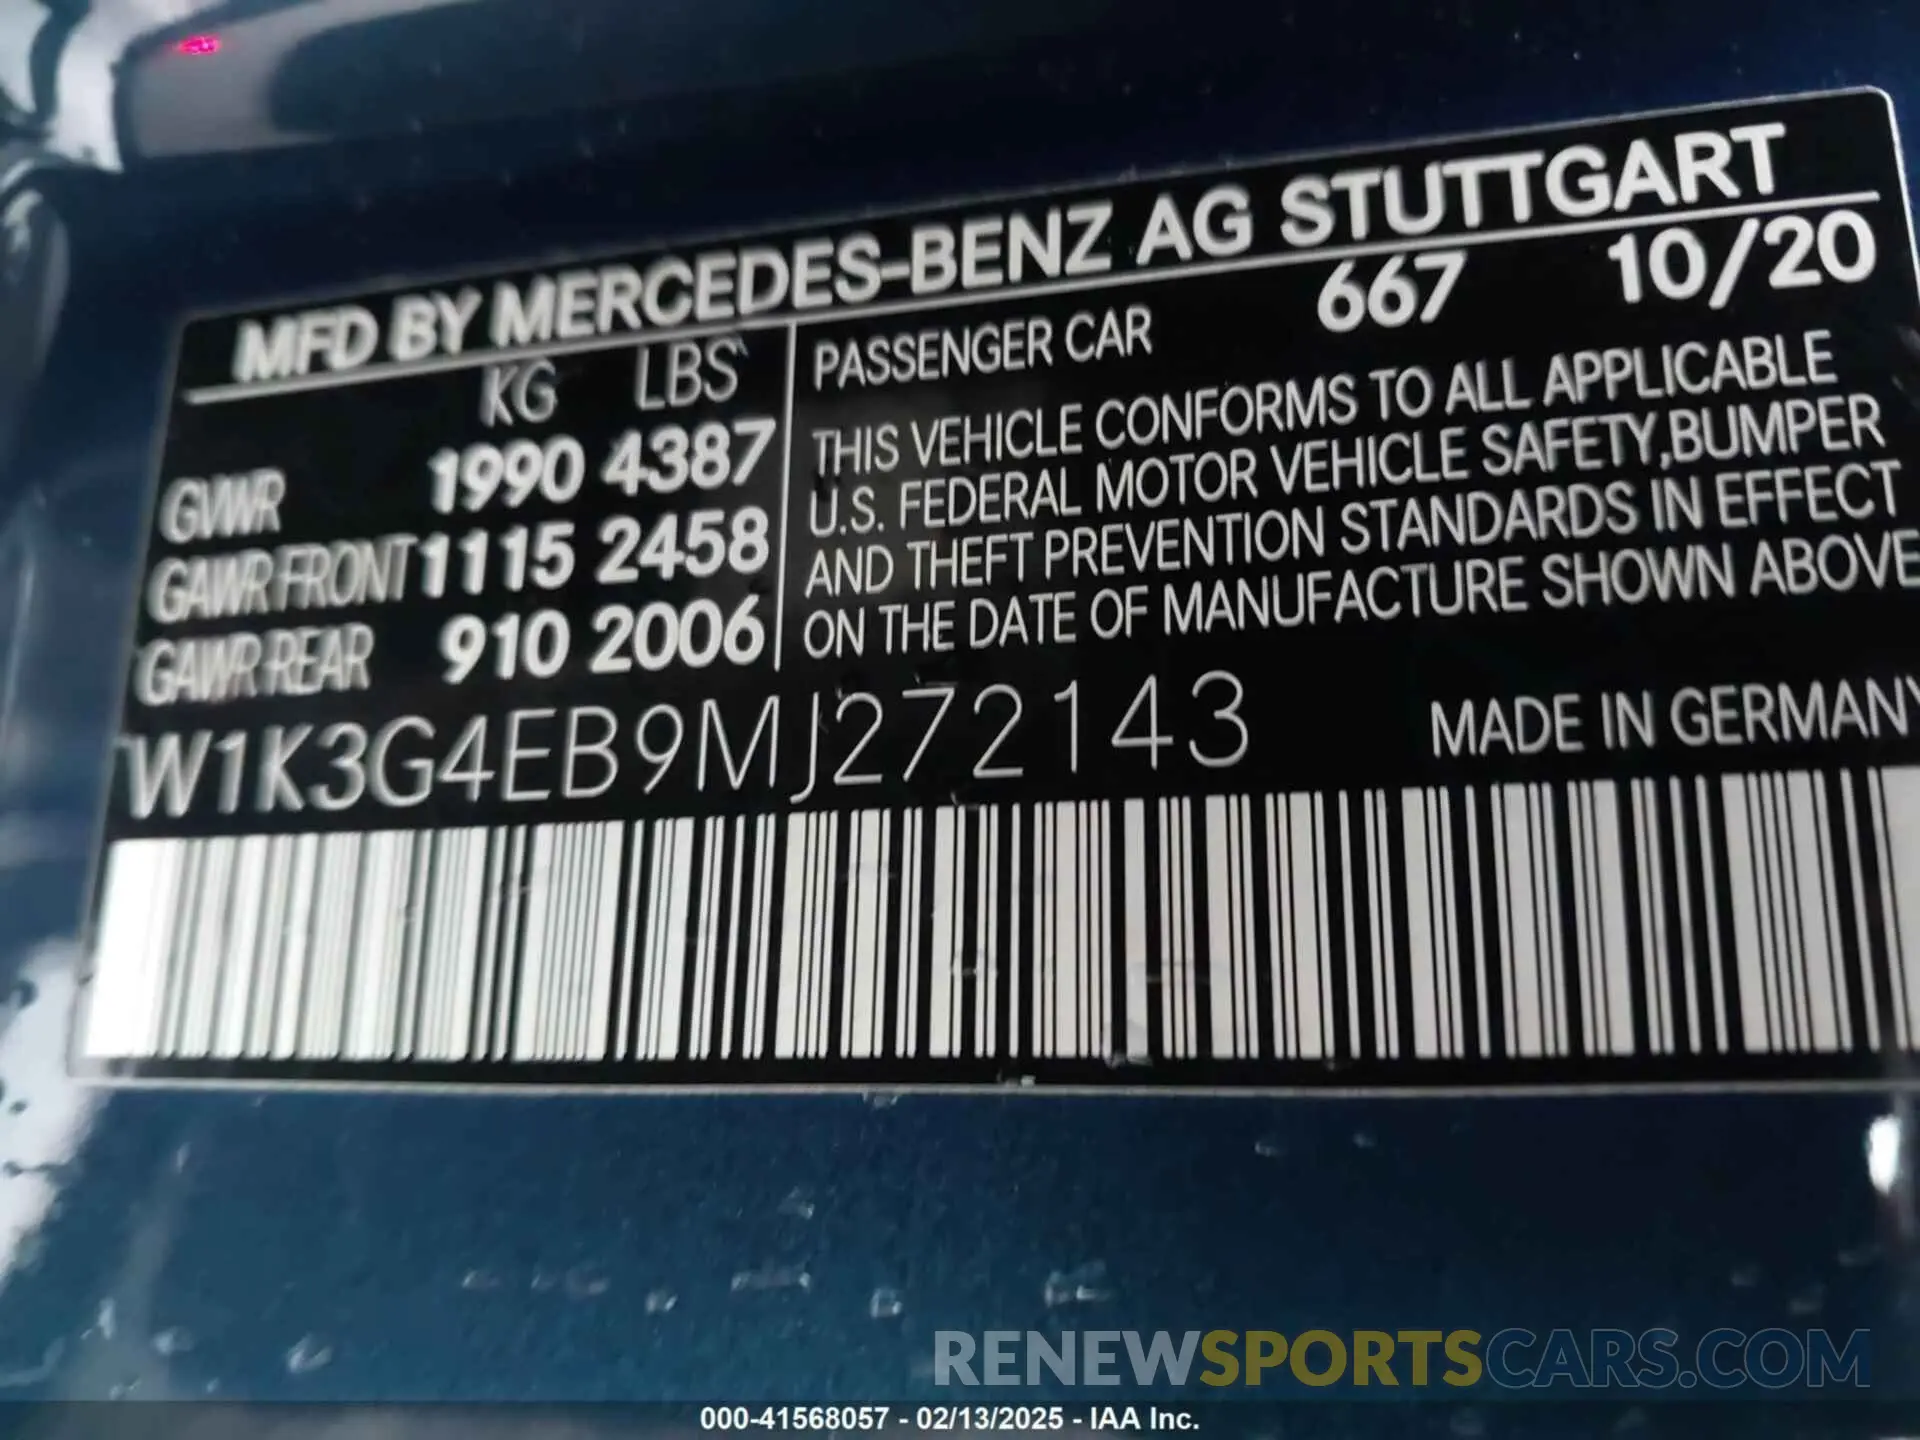 MFD BY MERCEDES-BENZ AG STUTTGART
KG LBS
GVWR 1990 4387
GAWR FRONT 1115 2458
GAWR REAR 910 2006
PASSENGER CAR 667 10/20
THIS VEHICLE CONFORMS TO ALL APPLICABLE
U.S. FEDERAL MOTOR VEHICLE SAFETY,BUMPER
AND THEFT PREVENTION STANDARDS IN EFFECT
ON THE DATE OF MANUFACTURE SHOWN ABOVE
W1K3G4EB9MJ272143
MADE IN GERMANY
RENEWSPORTSCARS.COM
000-41568057 - 02/13/2025 - IAA Inc.